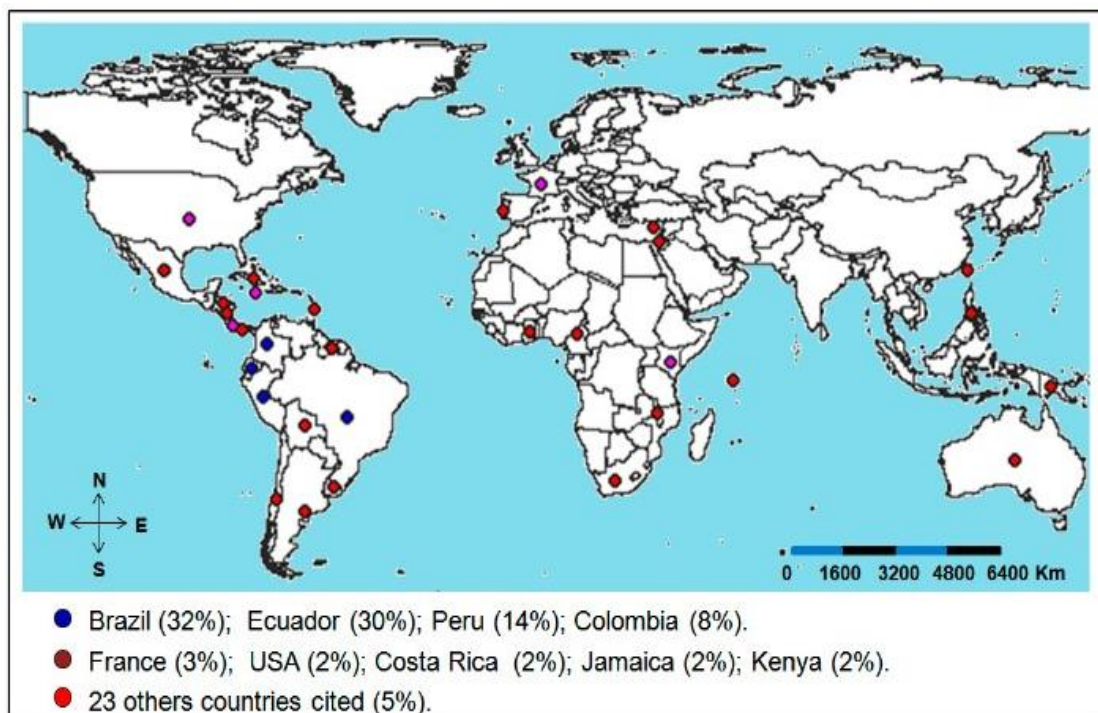 N
W E
S
0 1600 3200 4800 6400 Km
Brazil (32%); Ecuador (30%); Peru (14%); Colombia (8%).
France (3%); USA (2%); Costa Rica (2%); Jamaica (2%); Kenya (2%).
23 others countries cited (5%).